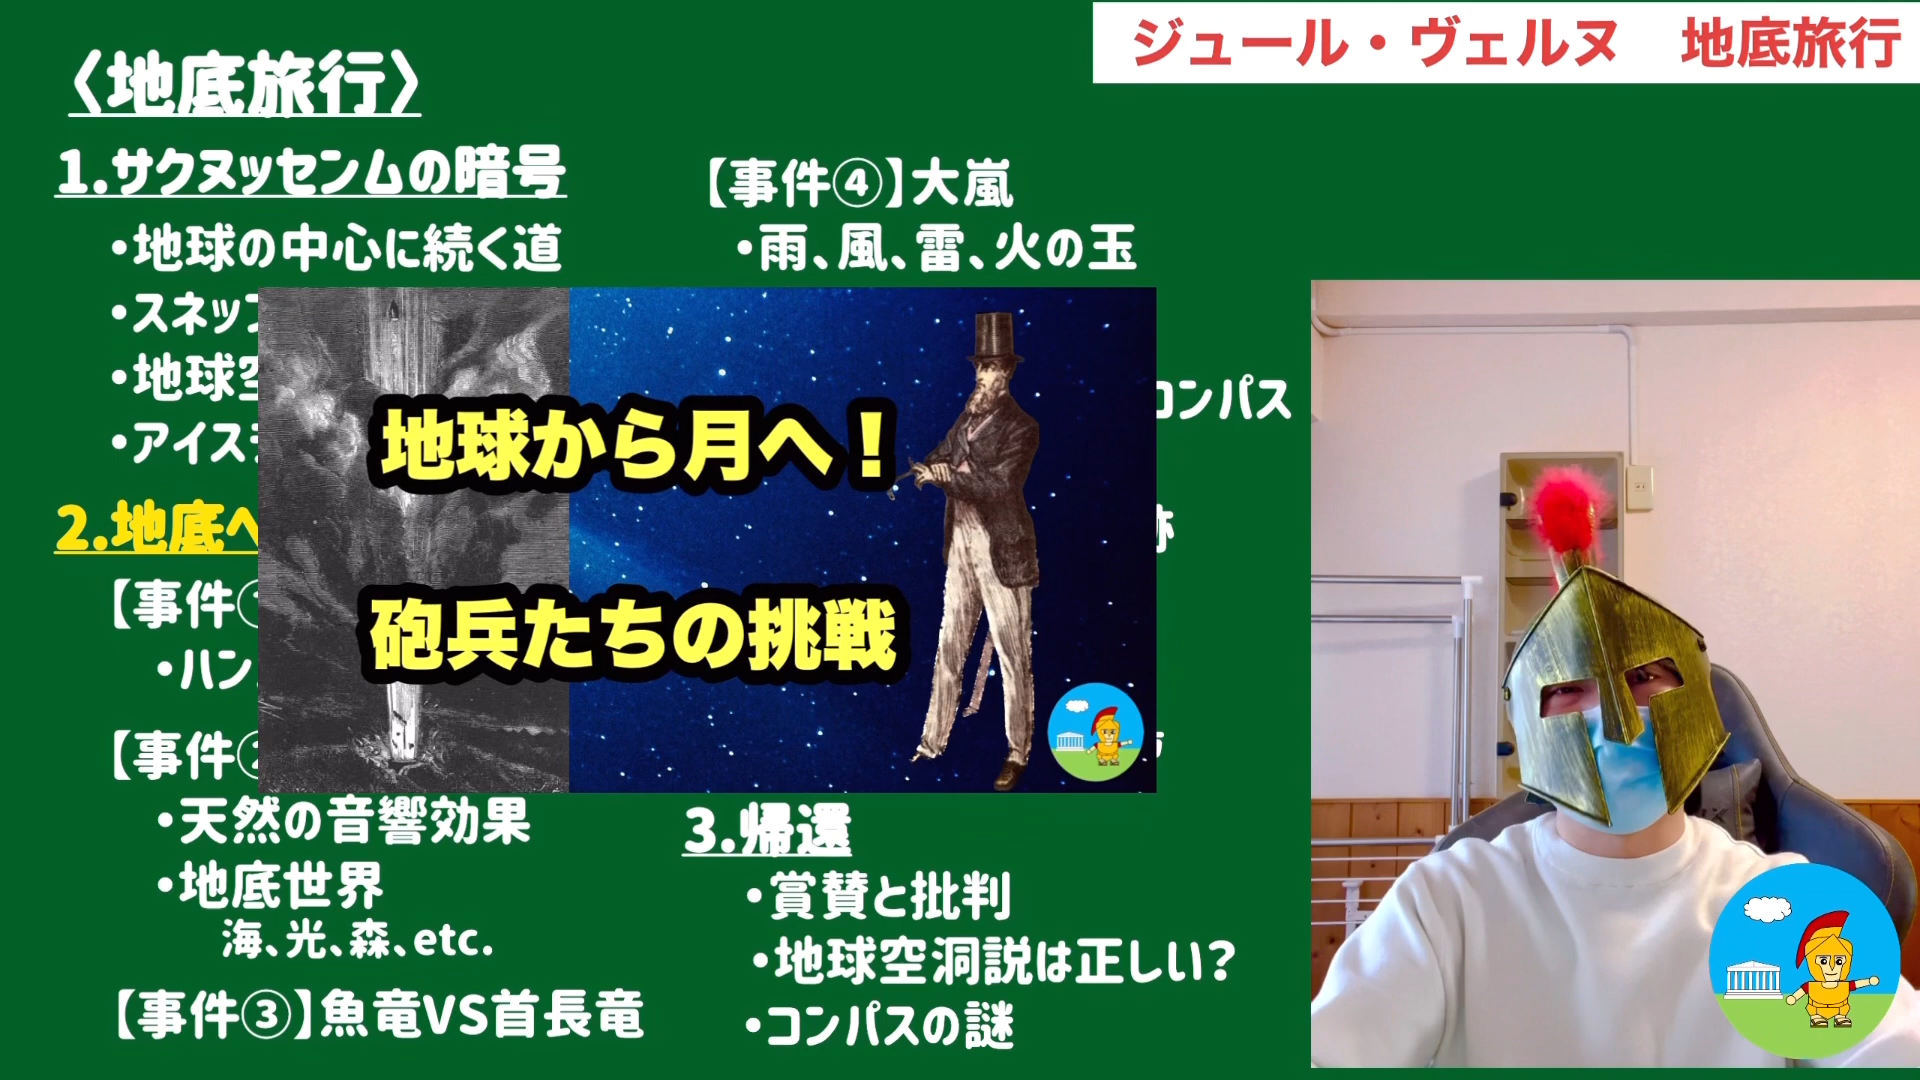 ジュール・ヴェルヌ　地底旅行
〈地底旅行〉
1.サクヌッセンムの暗号
・地球の中心に続く道
・スネッフ
・地球空
・アイス
2.地底へ
【事件
・ハン
【事件
・天然の音響効果
・地底世界
海、光、森、etc.
【事件③】魚竜VS首長竜
【事件④】大嵐
・雨、風、雷、火の玉
コンパス
跡
地球から月へ！
砲兵たちの挑戦
3.帰還
・賞賛と批判
・地球空洞説は正しい？
・コンパスの謎